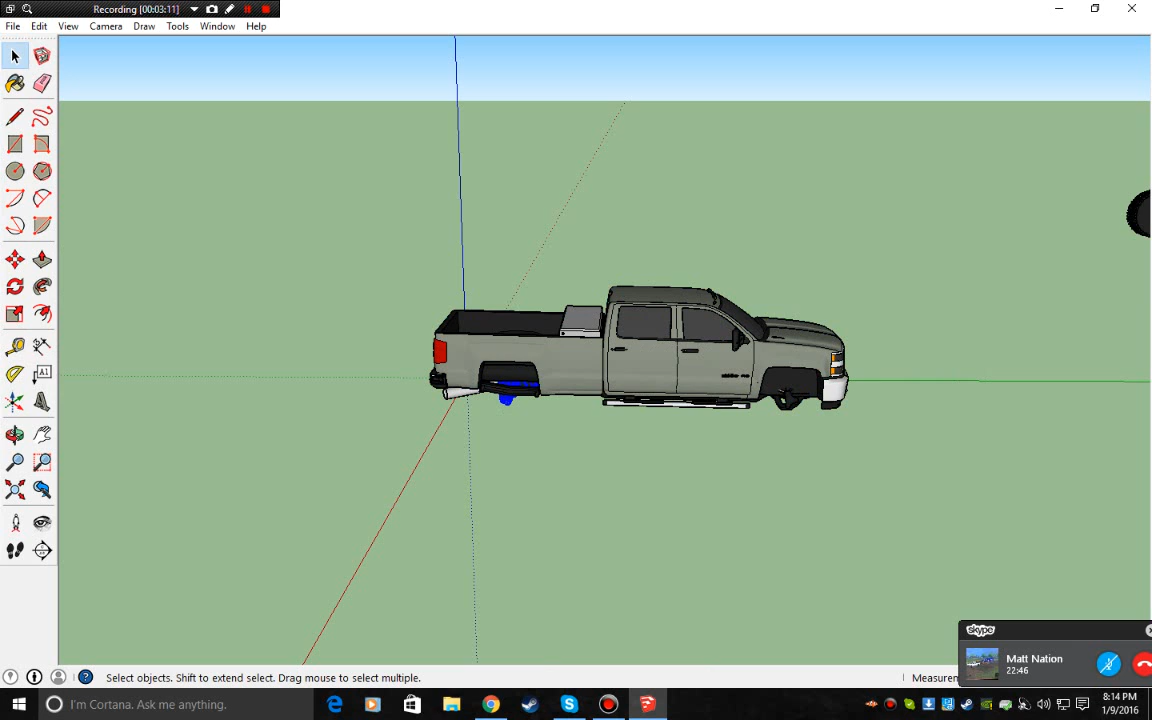 Recording [00:03:11]
File Edit View Camera Draw Tools Window Help
A1
skype
Matt Nation
22:46
Select objects. Shift to extend select. Drag mouse to select multiple.
Measurem
I'm Cortana. Ask me anything.
8:14 PM
1/9/2016